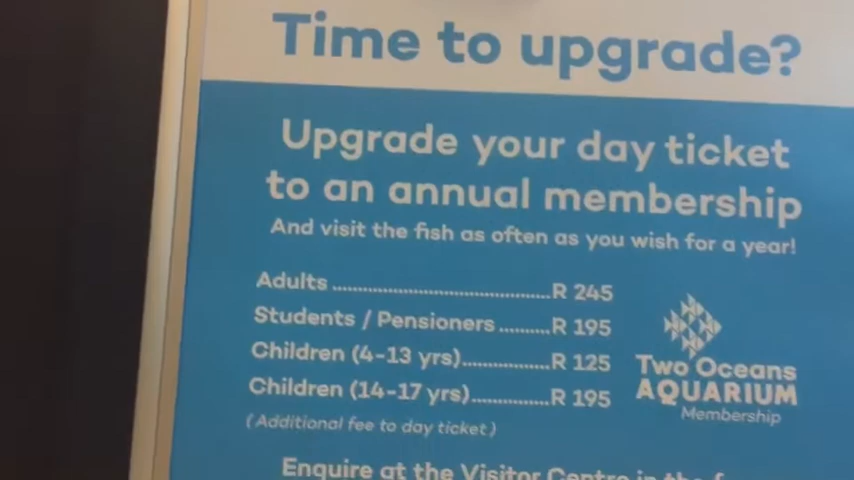 Time to upgrade?
Upgrade your day ticket
to an annual membership
And visit the fish as often as you wish for a year!
Adults ............................................R 245
Students / Pensioners ..........R 195
Children (4-13 yrs)..................R 125
Children (14-17 yrs)................R 195
(Additional fee to day ticket)
Two Oceans
AQUARIUM
Membership
Enquire at the Visitor Centre in the